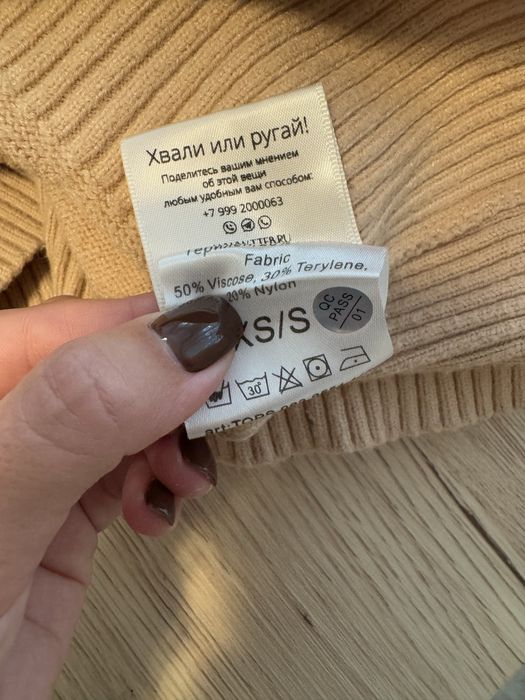 Хвали или ругай!
Поделитесь вашим мнением
об этой вещи
любым удобным вам способом:
+7 999 2000063
Fabric
50% Viscose, 30% Terylene,
20% Nylon
XS/S
QC
PASS
01
30°